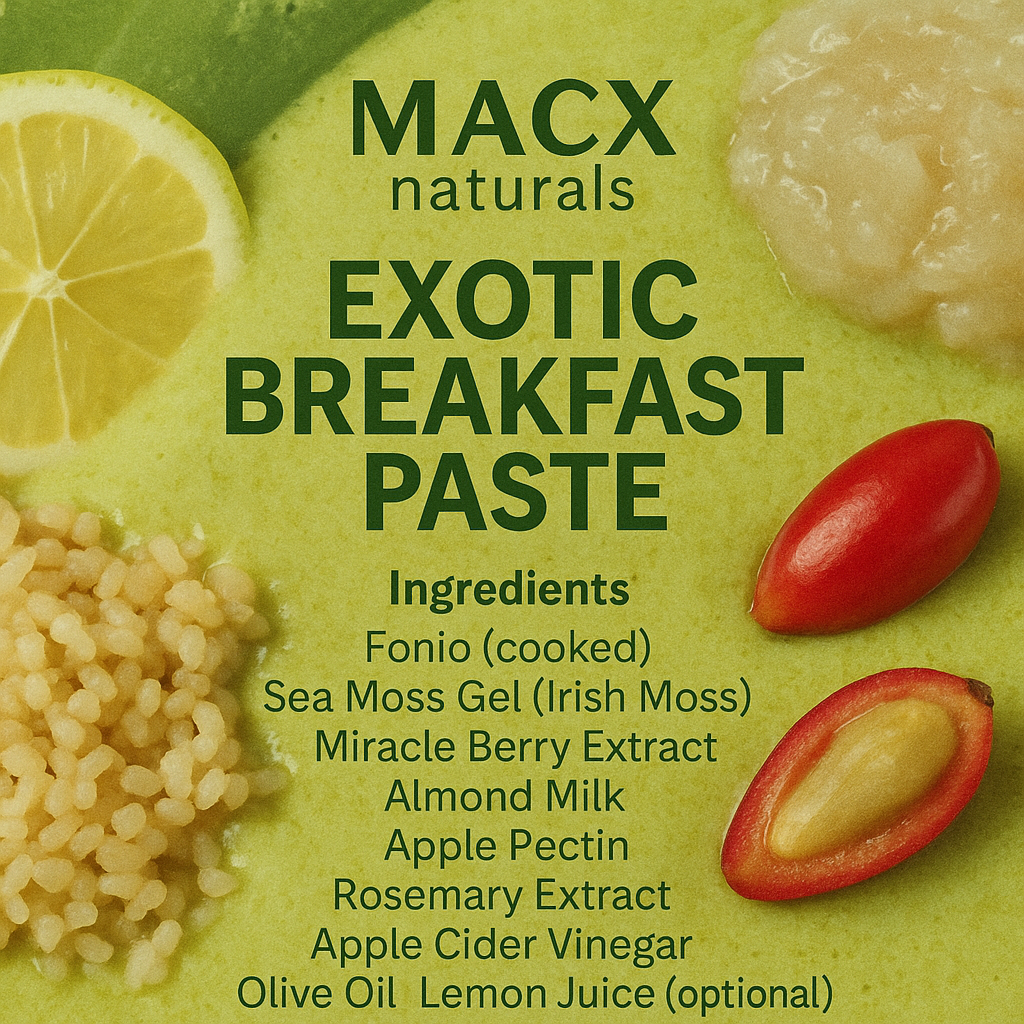 MACX
naturals
EXOTIC
BREAKFAST
PASTE
Ingredients
Fonio (cooked)
Sea Moss Gel (Irish Moss)
Miracle Berry Extract
Almond Milk
Apple Pectin
Rosemary Extract
Apple Cider Vinegar
Olive Oil Lemon Juice (optional)